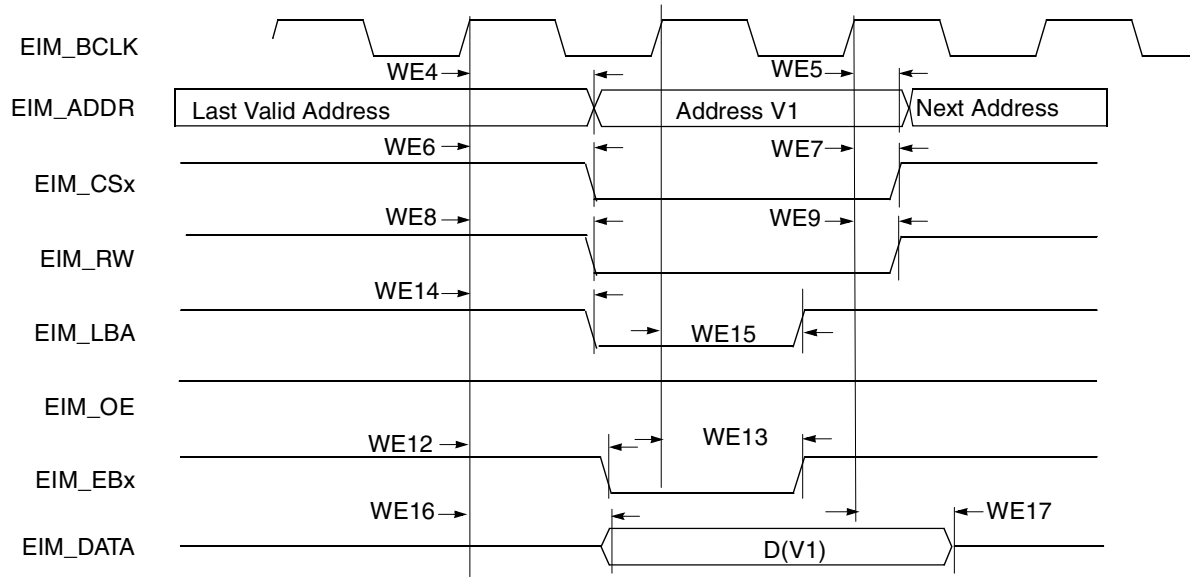 EIM_BCLK
WE4 WE5
EIM_ADDR Last Valid Address Address V1 Next Address
WE6 WE7
EIM_CSx
WE8 WE9
EIM_RW
WE14
EIM_LBA WE15
EIM_OE
WE12 WE13
EIM_EBx
WE16 WE17
EIM_DATA D(V1)